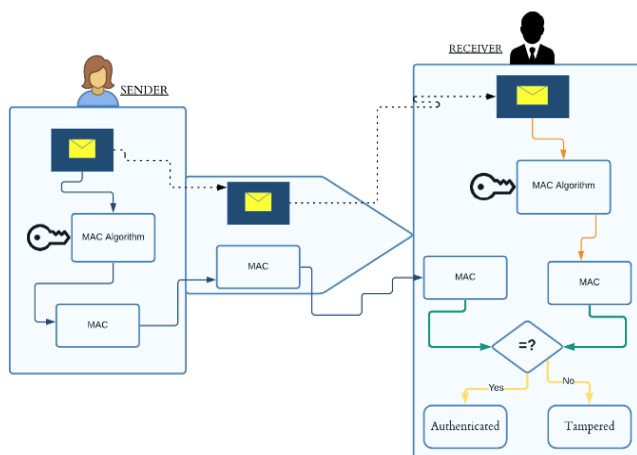 RECEIVER
SENDER
MAC Algorithm
MAC Algorithm
MAC
MAC
MAC
MAC
=?
Yes
No
Authenticated
Tampered